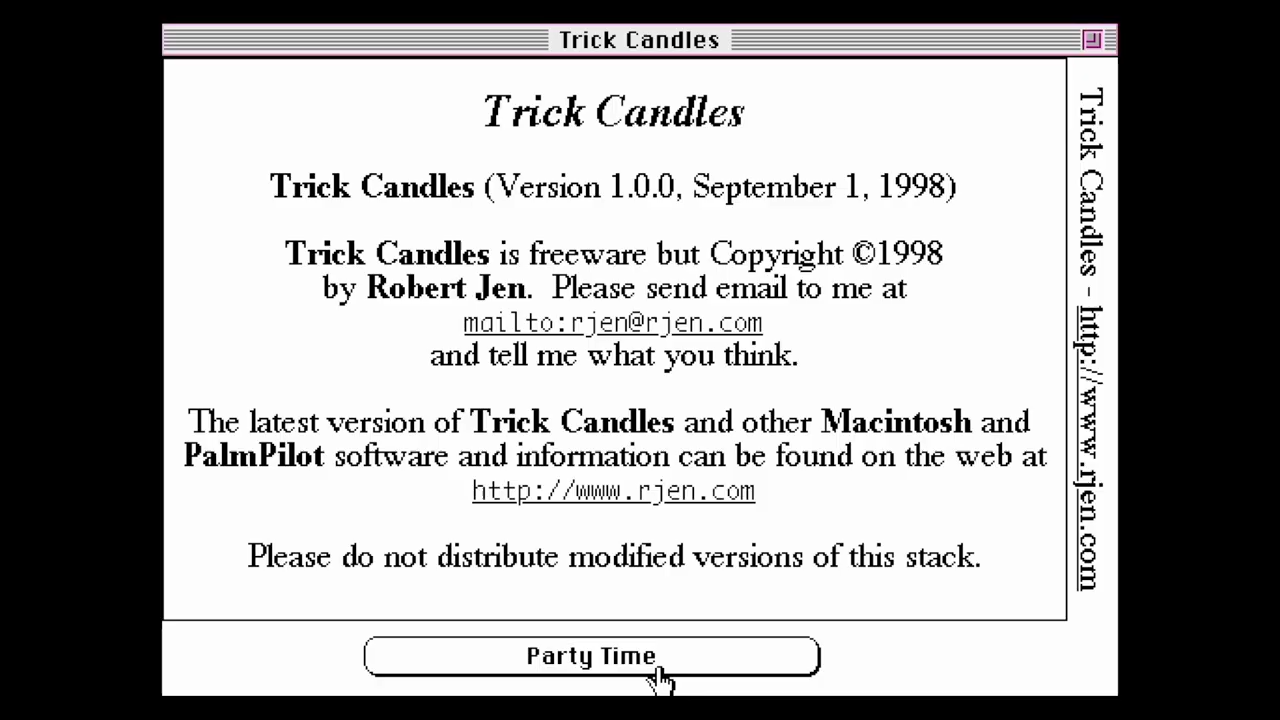 Trick Candles
Trick Candles
Trick Candles (Version 1.0.0, September 1, 1998)
Trick Candles is freeware but Copyright ©1998
by Robert Jen.  Please send email to me at
mailto:rjen@rjen.com
and tell me what you think.
The latest version of Trick Candles and other Macintosh and
PalmPilot software and information can be found on the web at
http://www.rjen.com
Please do not distribute modified versions of this stack.
Trick Candles - http://www.rjen.com
Party Time